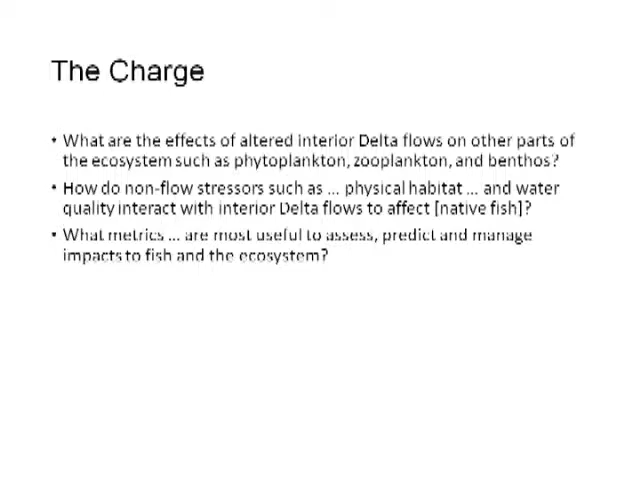 The Charge
• What are the effects of altered interior Delta flows on other parts of
the ecosystem such as phytoplankton, zooplankton, and benthos?
• How do non-flow stressors such as ... physical habitat ... and water
quality interact with interior Delta flows to affect [native fish]?
• What metrics ... are most useful to assess, predict and manage
impacts to fish and the ecosystem?